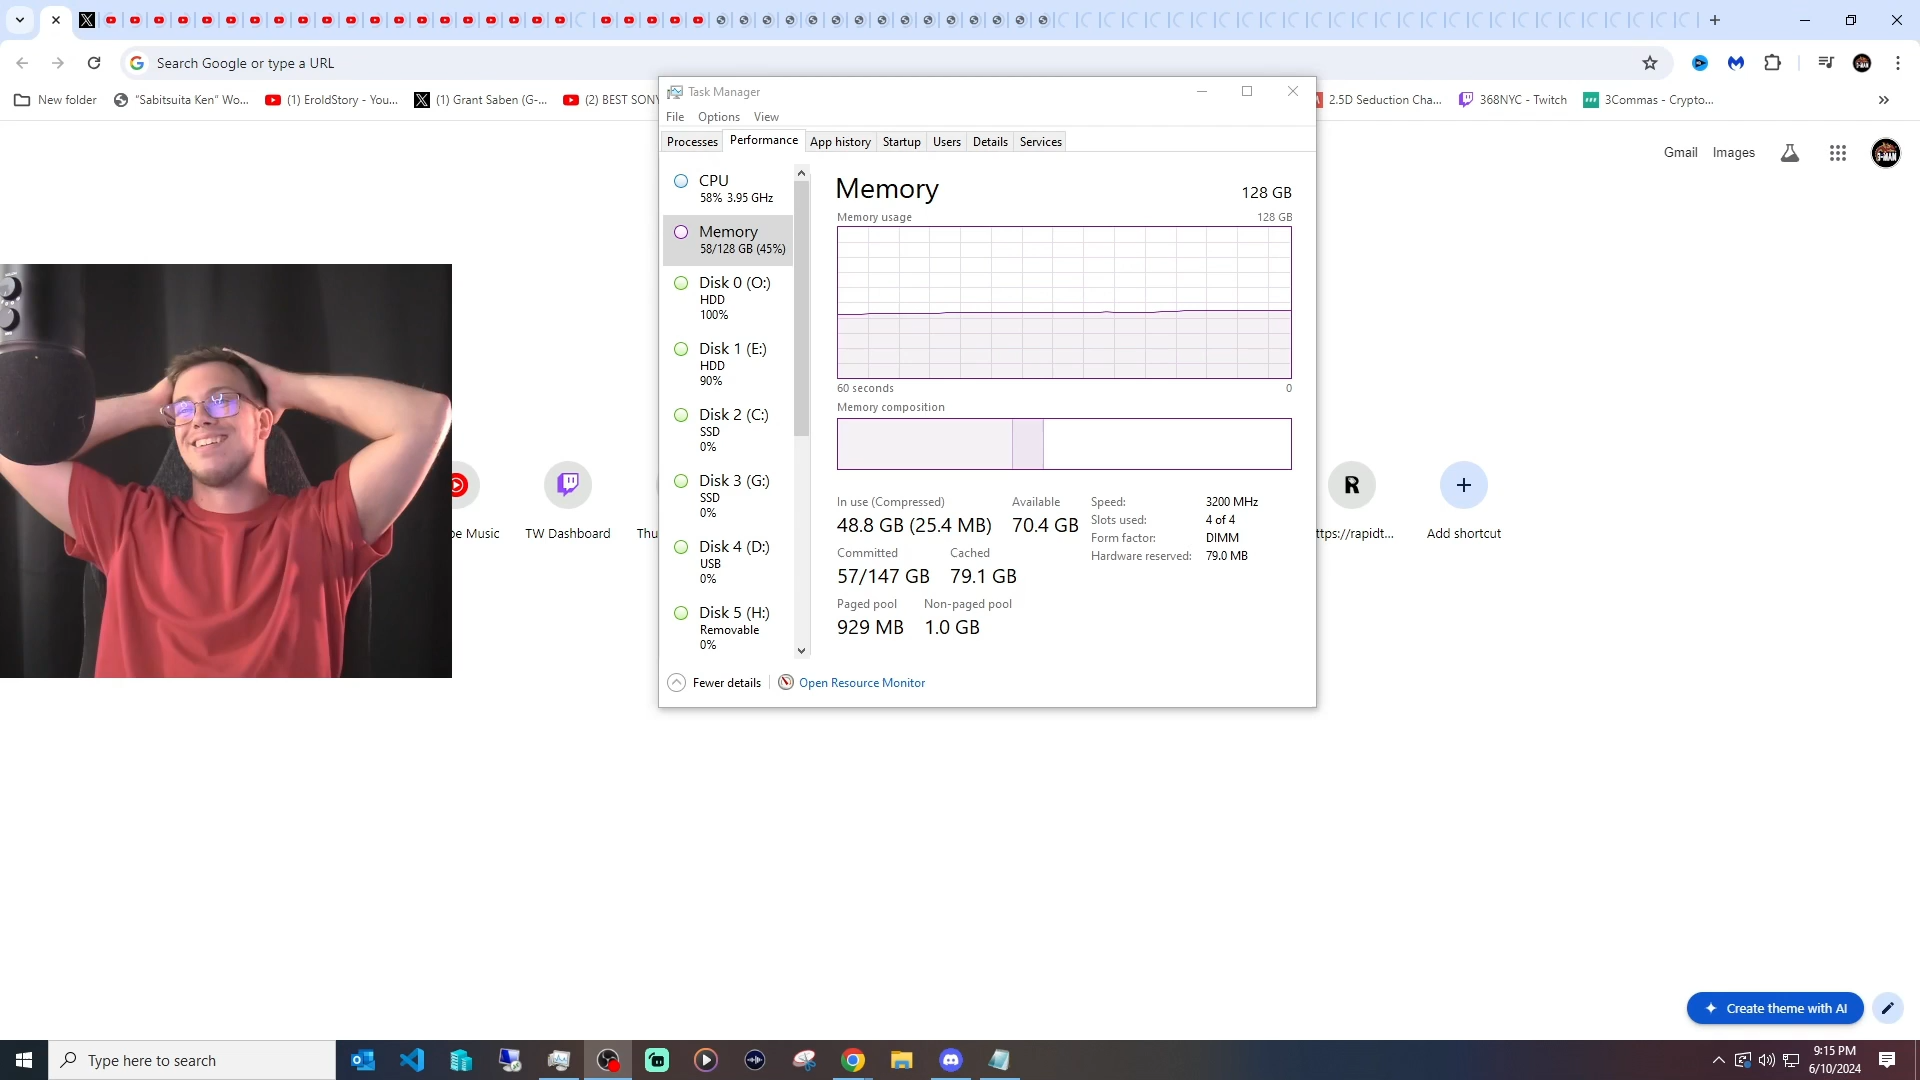 Search Google or type a URL
New folder
"Sabitsuita Ken" Wo...
(1) EroldStory - You...
(1) Grant Saben (G-...
(2) BEST SONY
2.5D Seduction Cha...
368NYC - Twitch
3Commas - Crypto...
Gmail
Images
Task Manager
File Options View
Processes Performance App history Startup Users Details Services
CPU
58% 3.95 GHz
Memory
58/128 GB (45%)
Disk 0 (O:)
HDD
100%
Disk 1 (E:)
HDD
90%
Disk 2 (C:)
SSD
0%
Disk 3 (G:)
SSD
0%
Disk 4 (D:)
USB
0%
Disk 5 (H:)
Removable
0%
Memory 128 GB
Memory usage 128 GB
60 seconds 0
Memory composition
In use (Compressed) Available
48.8 GB (25.4 MB) 70.4 GB
Committed Cached
57/147 GB 79.1 GB
Paged pool Non-paged pool
929 MB 1.0 GB
Speed: 3200 MHz
Slots used: 4 of 4
Form factor: DIMM
Hardware reserved: 79.0 MB
Fewer details
Open Resource Monitor
be Music
TW Dashboard
Thu
R
ttps://rapidt...
Add shortcut
Create theme with AI
Type here to search
9:15 PM
6/10/2024